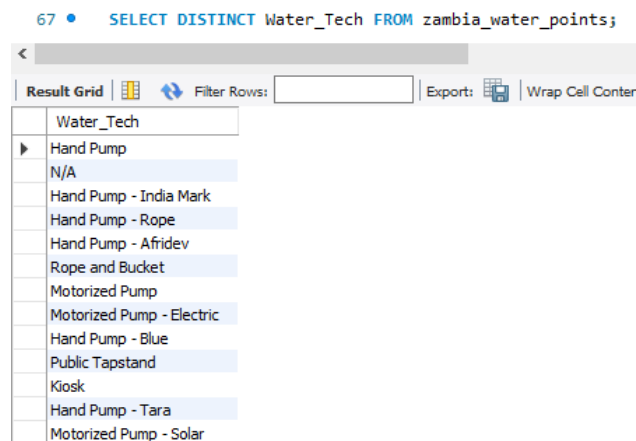 67 SELECT DISTINCT Water_Tech FROM zambia_water_points;
Result Grid Filter Rows: Export: Wrap Cell Conter
Water_Tech
Hand Pump
N/A
Hand Pump - India Mark
Hand Pump - Rope
Hand Pump - Afridev
Rope and Bucket
Motorized Pump
Motorized Pump - Electric
Hand Pump - Blue
Public Tapstand
Kiosk
Hand Pump - Tara
Motorized Pump - Solar